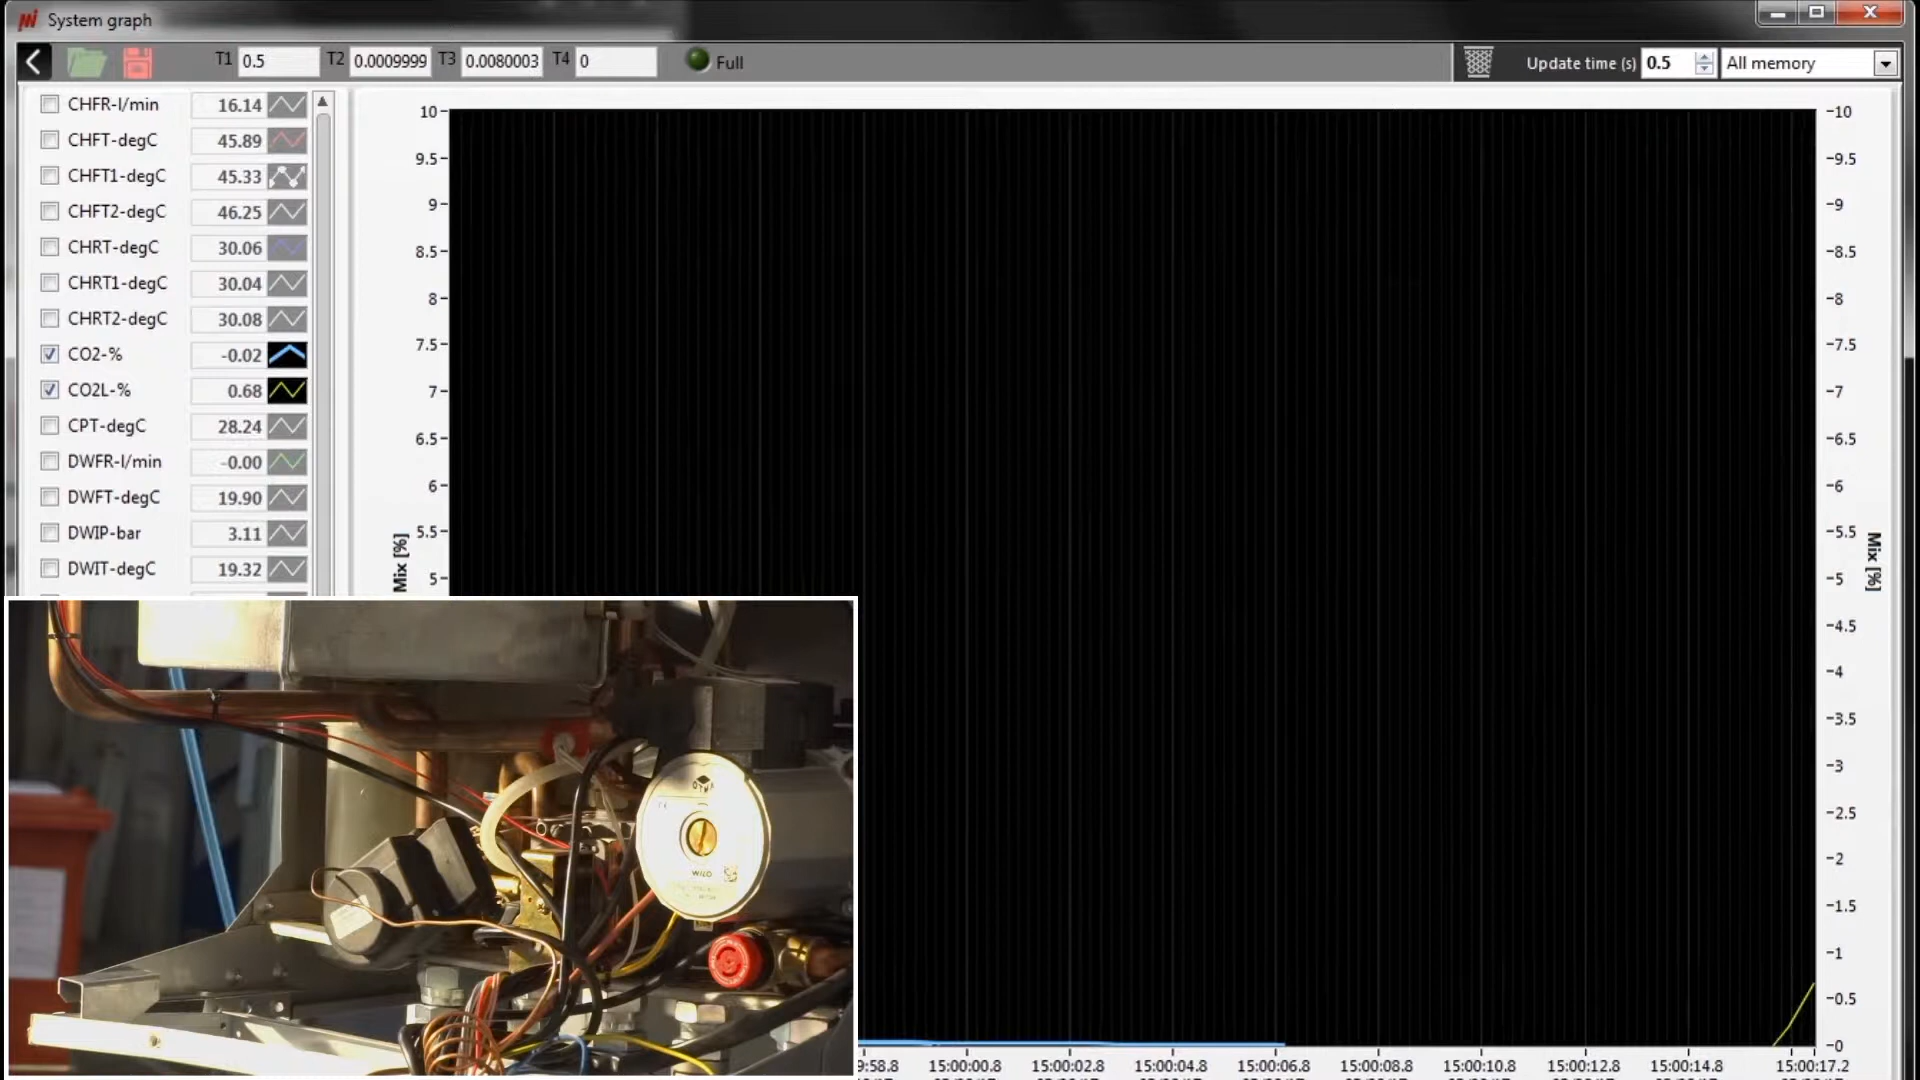 System graph
T1 0.5 T2 0.0009999 T3 0.0080003 T4 0 Full Update time (s) 0.5 All memory
CHFR-l/min 16.14
CHFT-degC 45.89
CHFT1-degC 45.33
CHFT2-degC 46.25
CHRT-degC 30.06
CHRT1-degC 30.04
CHRT2-degC 30.08
CO2-% -0.02
CO2L-% 0.68
CPT-degC 28.24
DWFR-l/min -0.00
DWFT-degC 19.90
DWIP-bar 3.11
DWIT-degC 19.32
10
9.5
9
8.5
8
7.5
7
6.5
6
5.5
5
Mix [%]
10
9.5
9
8.5
8
7.5
7
6.5
6
5.5
5
4.5
4
3.5
3
2.5
2
1.5
1
0.5
0
Mix [%]
9:58.8 15:00:00.8 15:00:02.8 15:00:04.8 15:00:06.8 15:00:08.8 15:00:10.8 15:00:12.8 15:00:14.8 15:00:17.2
WILO